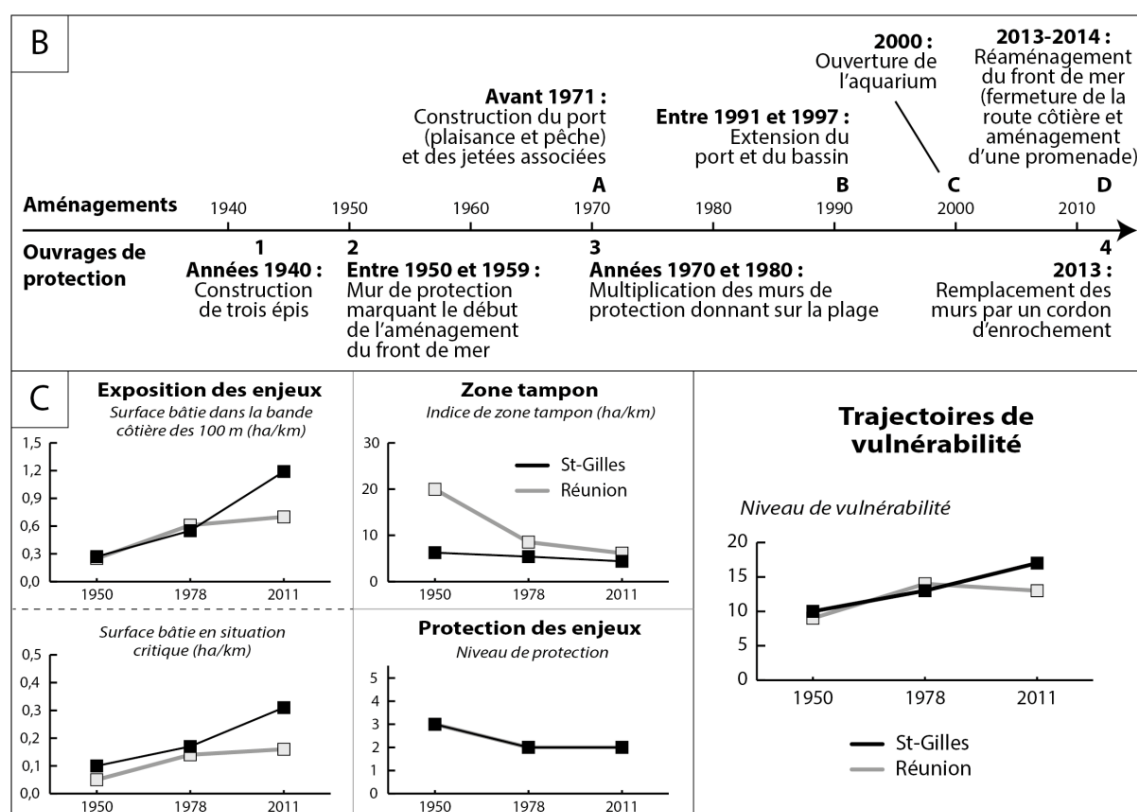 B
2000 :
Ouverture de
l'aquarium
2013-2014 :
Réaménagement
du front de mer
(fermeture de la
route côtière et
aménagement
d'une promenade)
Avant 1971 :
Construction du port
(plaisance et pêche)
et des jetées associées
Entre 1991 et 1997 :
Extension du
port et du bassin
A B C D
Aménagements
1940 1950 1960 1970 1980 1990 2000 2010
Ouvrages de
protection
1 2 3 4
Années 1940 :
Construction
de trois épis
Entre 1950 et 1959 :
Mur de protection
marquant le début
de l'aménagement
du front de mer
Années 1970 et 1980 :
Multiplication des murs de
protection donnant sur la plage
2013 :
Remplacement des
murs par un cordon
d'enrochement
C
Exposition des enjeux
Surface bâtie dans la bande
côtière des 100 m (ha/km)
1,5
1,2
0,9
0,6
0,3
0,0
1950 1978 2011
Zone tampon
Indice de zone tampon (ha/km)
30
20
10
0
St-Gilles
Réunion
1950 1978 2011
Surface bâtie en situation
critique (ha/km)
0,5
0,4
0,3
0,2
0,1
0,0
1950 1978 2011
Protection des enjeux
Niveau de protection
5
4
3
2
1
0
1950 1978 2011
Trajectoires de
vulnérabilité
Niveau de vulnérabilité
20
15
10
5
0
1950 1978 2011
St-Gilles
Réunion